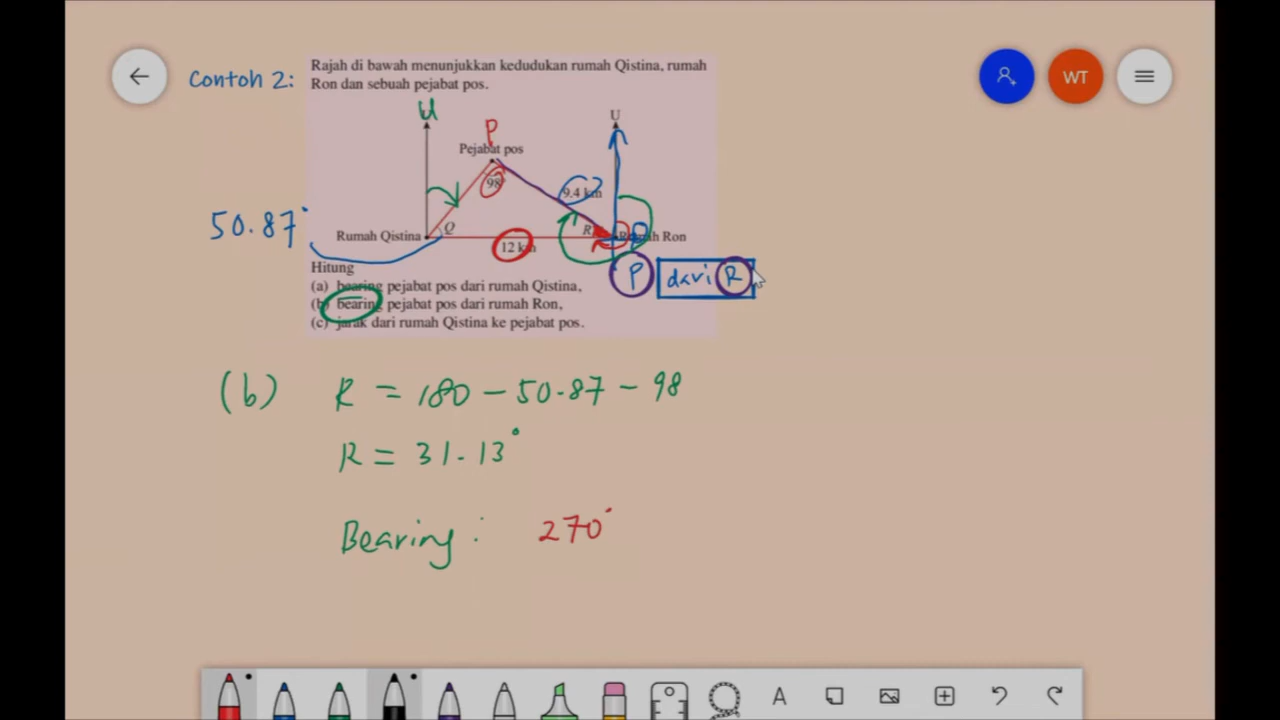 Contoh 2:
Rajah di bawah menunjukkan kedudukan rumah Qistina, rumah
Ron dan sebuah pejabat pos.
WT
U
U
P
Pejabat pos
98
9.4 km
50.87°
Rumah Qistina
Q
12 km
R
Rumah Ron
P dari R
Hitung
(a) bearing pejabat pos dari rumah Qistina,
(b) bearing pejabat pos dari rumah Ron,
(c) jarak dari rumah Qistina ke pejabat pos.
(b) R = 180 - 50.87 - 98
R = 31.13°
Bearing: 270°
A